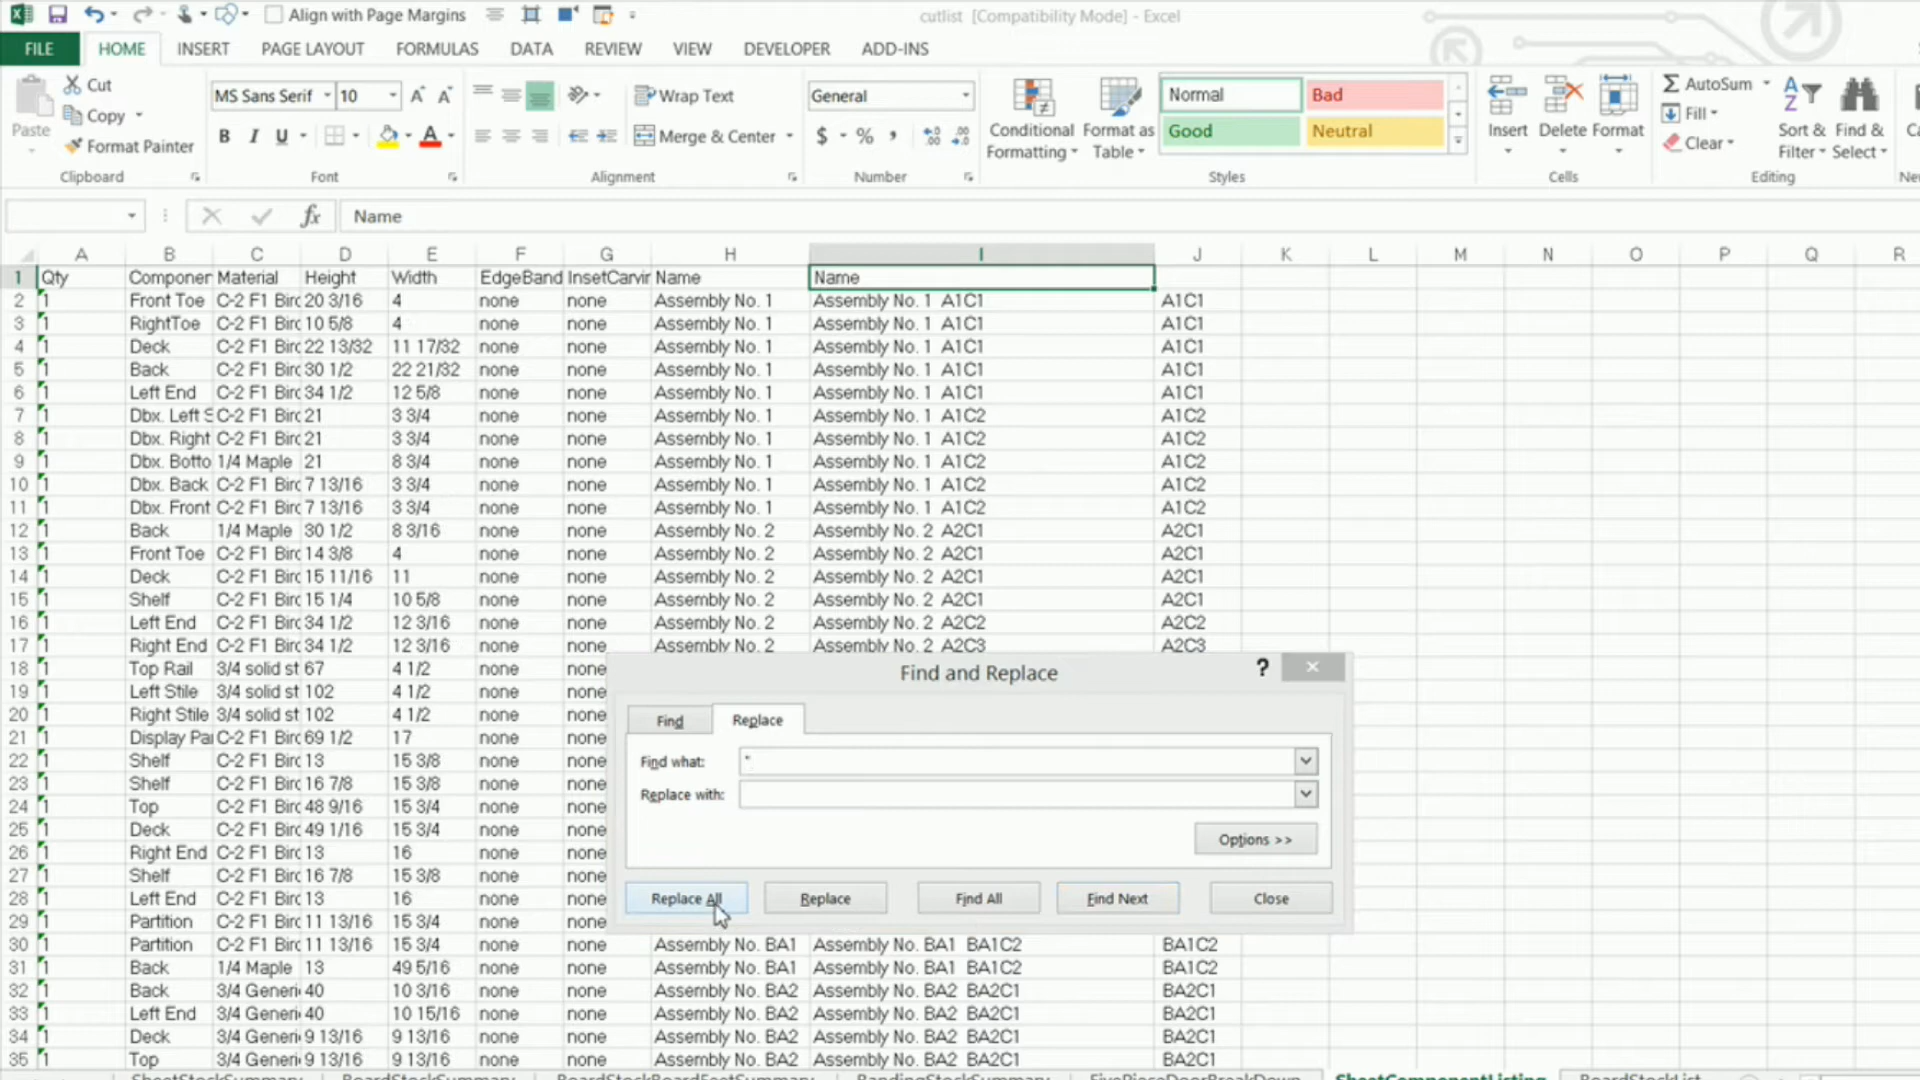 Align with Page Margins
cutlist [Compatibility Mode] - Excel
FILE HOME INSERT PAGE LAYOUT FORMULAS DATA REVIEW VIEW DEVELOPER ADD-INS
Paste Cut Copy Format Painter
MS Sans Serif 10 A A B I U A
Wrap Text Merge & Center
General $ %
Conditional Formatting Format as Table
Normal Bad Good Neutral
Insert Delete Format
AutoSum Fill Clear
Sort & Filter Find & Select
Clipboard Font Alignment Number Styles Cells Editing
fx Name
A B C D E F G H I J K L M N O P Q R
1 Qty Componer Material Height Width EdgeBand InsetCarvir Name Name
2 1 Front Toe C-2 F1 Birc 20 3/16 4 none none Assembly No. 1 Assembly No. 1 A1C1 A1C1
3 1 RightToe C-2 F1 Birc 10 5/8 4 none none Assembly No. 1 Assembly No. 1 A1C1 A1C1
4 1 Deck C-2 F1 Birc 22 13/32 11 17/32 none none Assembly No. 1 Assembly No. 1 A1C1 A1C1
5 1 Back C-2 F1 Birc 30 1/2 22 21/32 none none Assembly No. 1 Assembly No. 1 A1C1 A1C1
6 1 Left End C-2 F1 Birc 34 1/2 12 5/8 none none Assembly No. 1 Assembly No. 1 A1C1 A1C1
7 1 Dbx. Left S C-2 F1 Birc 21 3 3/4 none none Assembly No. 1 Assembly No. 1 A1C2 A1C2
8 1 Dbx. Right C-2 F1 Birc 21 3 3/4 none none Assembly No. 1 Assembly No. 1 A1C2 A1C2
9 1 Dbx. Botto 1/4 Maple 21 8 3/4 none none Assembly No. 1 Assembly No. 1 A1C2 A1C2
10 1 Dbx. Back C-2 F1 Birc 7 13/16 3 3/4 none none Assembly No. 1 Assembly No. 1 A1C2 A1C2
11 1 Dbx. Front C-2 F1 Birc 7 13/16 3 3/4 none none Assembly No. 1 Assembly No. 1 A1C2 A1C2
12 1 Back 1/4 Maple 30 1/2 8 3/16 none none Assembly No. 2 Assembly No. 2 A2C1 A2C1
13 1 Front Toe C-2 F1 Birc 14 3/8 4 none none Assembly No. 2 Assembly No. 2 A2C1 A2C1
14 1 Deck C-2 F1 Birc 15 11/16 11 none none Assembly No. 2 Assembly No. 2 A2C1 A2C1
15 1 Shelf C-2 F1 Birc 15 1/4 10 5/8 none none Assembly No. 2 Assembly No. 2 A2C1 A2C1
16 1 Left End C-2 F1 Birc 34 1/2 12 3/16 none none Assembly No. 2 Assembly No. 2 A2C2 A2C2
17 1 Right End C-2 F1 Birc 34 1/2 12 3/16 none none Assembly No. 2 Assembly No. 2 A2C3 A2C3
18 1 Top Rail 3/4 solid st 67 4 1/2 none none
19 1 Left Stile 3/4 solid st 102 4 1/2 none none
20 1 Right Stile 3/4 solid st 102 4 1/2 none none
21 1 Display Pa C-2 F1 Birc 69 1/2 17 none none
22 1 Shelf C-2 F1 Birc 13 15 3/8 none none
23 1 Shelf C-2 F1 Birc 16 7/8 15 3/8 none none
24 1 Top C-2 F1 Birc 48 9/16 15 3/4 none none
25 1 Deck C-2 F1 Birc 49 1/16 15 3/4 none none
26 1 Right End C-2 F1 Birc 13 16 none none
27 1 Shelf C-2 F1 Birc 16 7/8 15 3/8 none none
28 1 Left End C-2 F1 Birc 13 16 none none
29 1 Partition C-2 F1 Birc 11 13/16 15 3/4 none none
30 1 Partition C-2 F1 Birc 11 13/16 15 3/4 none none Assembly No. BA1 Assembly No. BA1 BA1C2 BA1C2
31 1 Back 1/4 Maple 13 49 5/16 none none Assembly No. BA1 Assembly No. BA1 BA1C2 BA1C2
32 1 Back 3/4 Generi 40 10 3/16 none none Assembly No. BA2 Assembly No. BA2 BA2C1 BA2C1
33 1 Left End 3/4 Generi 40 10 15/16 none none Assembly No. BA2 Assembly No. BA2 BA2C1 BA2C1
34 1 Deck 3/4 Generi 9 13/16 9 13/16 none none Assembly No. BA2 Assembly No. BA2 BA2C1 BA2C1
35 1 Top 3/4 Generi 9 13/16 9 13/16 none none Assembly No. BA2 Assembly No. BA2 BA2C1 BA2C1
Find and Replace ?
Find Replace
Find what:
Replace with:
Options >>
Replace All Replace Find All Find Next Close
SheetStockSummary BoardStockSummary BoardStockBoardFeetSummary BandingStockSummary FivePieceDoorBreakDown SheetComponentListing BoardStockList